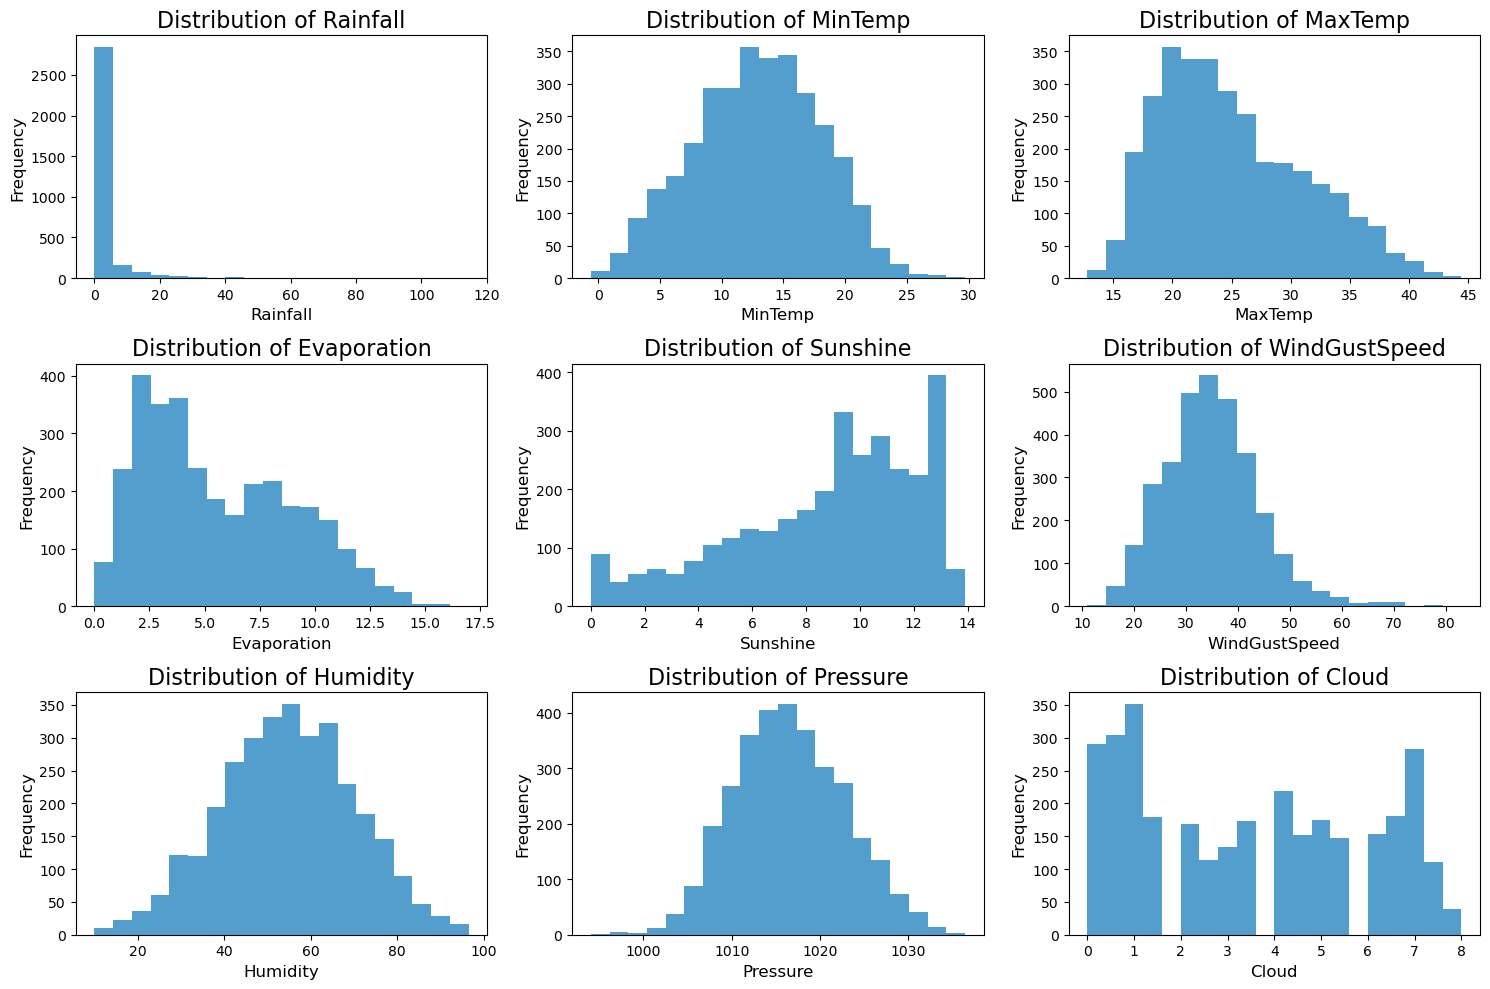 Distribution of Rainfall
Frequency
2500
2000
1500
1000
500
0
0 20 40 60 80 100 120
Rainfall
Distribution of MinTemp
Frequency
350
300
250
200
150
100
50
0
0 5 10 15 20 25 30
MinTemp
Distribution of MaxTemp
Frequency
350
300
250
200
150
100
50
0
15 20 25 30 35 40 45
MaxTemp
Distribution of Evaporation
Frequency
400
300
200
100
0
0.0 2.5 5.0 7.5 10.0 12.5 15.0 17.5
Evaporation
Distribution of Sunshine
Frequency
400
300
200
100
0
0 2 4 6 8 10 12 14
Sunshine
Distribution of WindGustSpeed
Frequency
500
400
300
200
100
0
10 20 30 40 50 60 70 80
WindGustSpeed
Distribution of Humidity
Frequency
350
300
250
200
150
100
50
0
20 40 60 80 100
Humidity
Distribution of Pressure
Frequency
400
300
200
100
0
1000 1010 1020 1030
Pressure
Distribution of Cloud
Frequency
350
300
250
200
150
100
50
0
0 1 2 3 4 5 6 7 8
Cloud